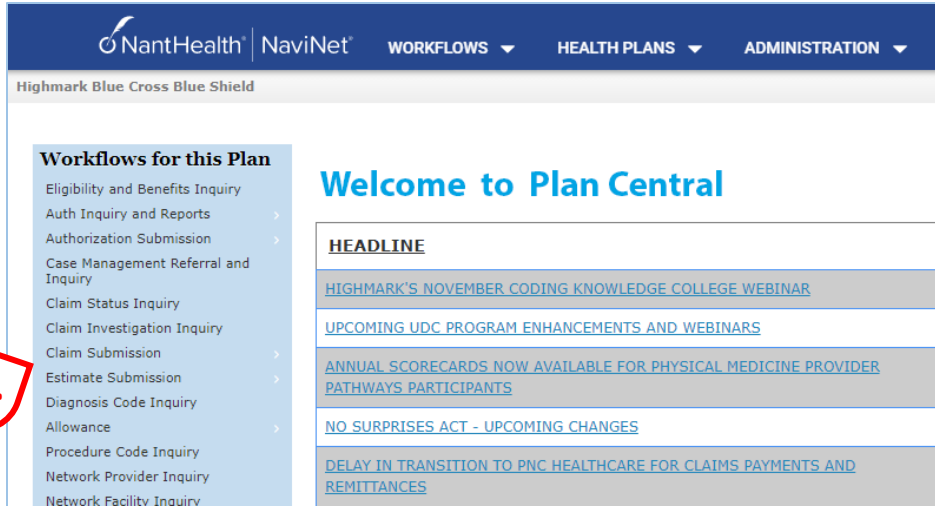 NantHealth® | NaviNet®
WORKFLOWS
HEALTH PLANS
ADMINISTRATION
Highmark Blue Cross Blue Shield
Workflows for this Plan
Eligibility and Benefits Inquiry
Auth Inquiry and Reports
Authorization Submission
Case Management Referral and
Inquiry
Claim Status Inquiry
Claim Investigation Inquiry
Claim Submission
Estimate Submission
Diagnosis Code Inquiry
Allowance
Procedure Code Inquiry
Network Provider Inquiry
Network Facility Inquiry
Welcome to Plan Central
HEADLINE
HIGHMARK'S NOVEMBER CODING KNOWLEDGE COLLEGE WEBINAR
UPCOMING UDC PROGRAM ENHANCEMENTS AND WEBINARS
ANNUAL SCORECARDS NOW AVAILABLE FOR PHYSICAL MEDICINE PROVIDER
PATHWAYS PARTICIPANTS
NO SURPRISES ACT - UPCOMING CHANGES
DELAY IN TRANSITION TO PNC HEALTHCARE FOR CLAIMS PAYMENTS AND
REMITTANCES